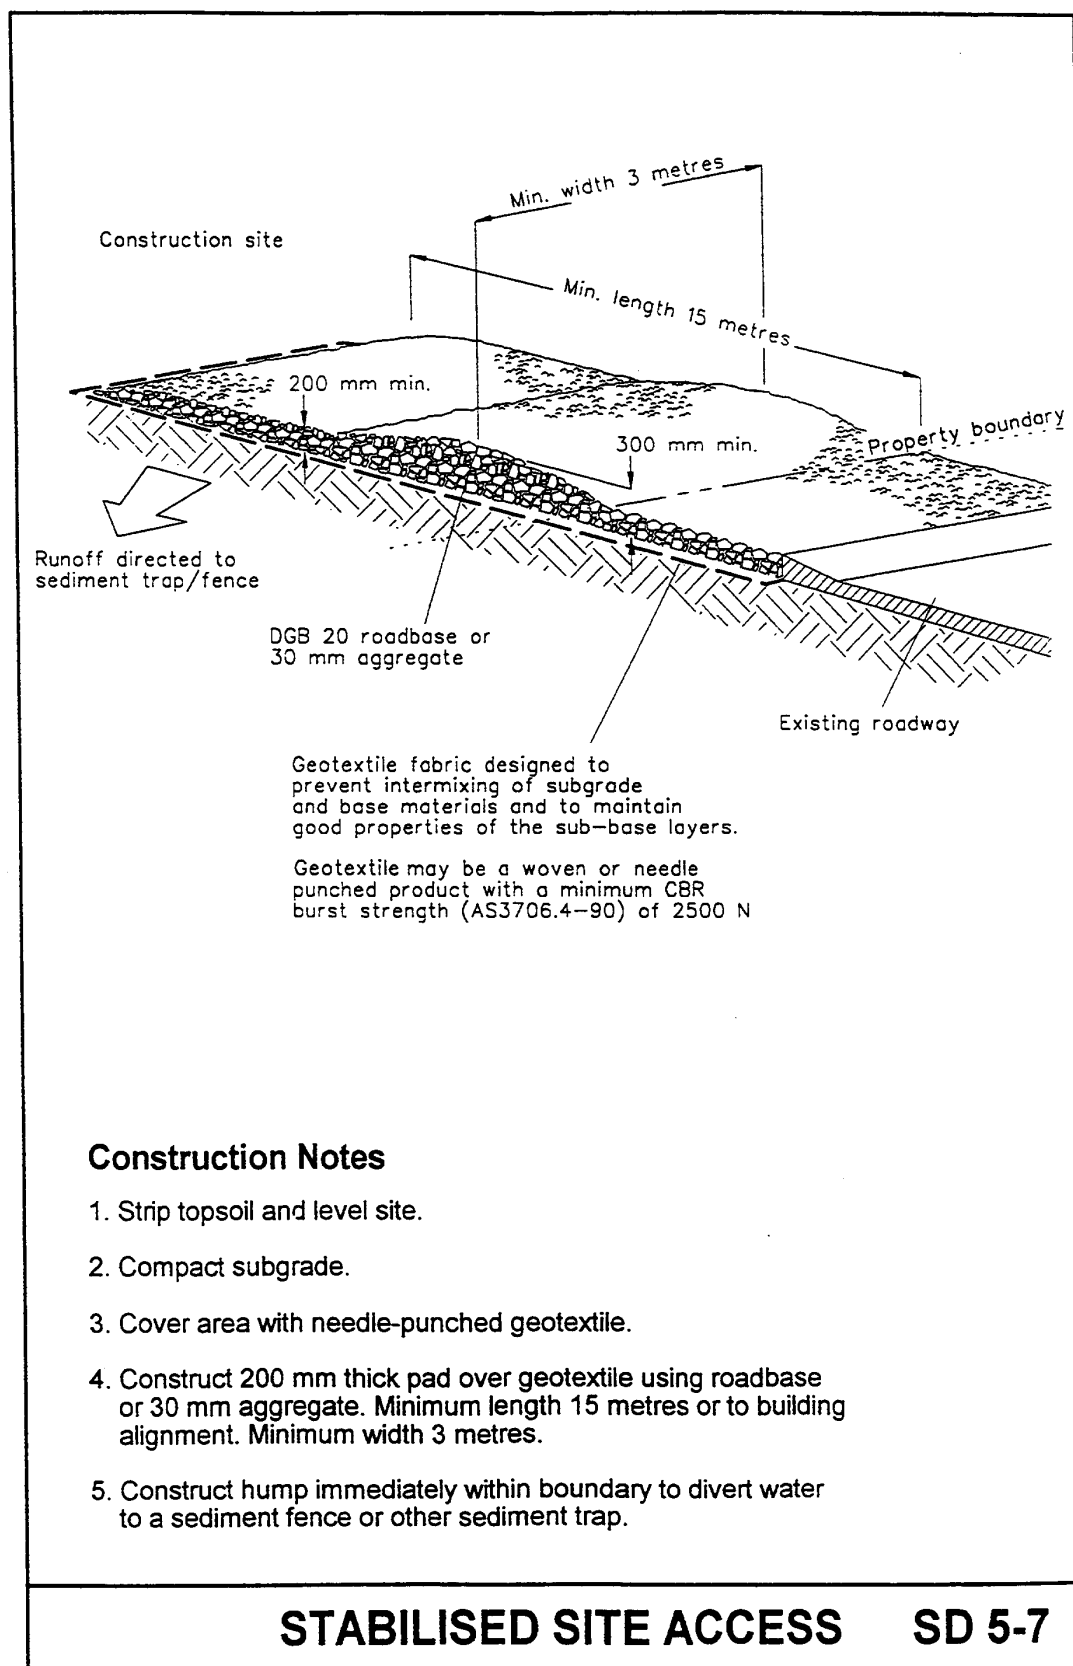 Min. width 3 metres
Construction site
Min. length 15 metres
200 mm min.
300 mm min.
Property boundary
Runoff directed to
sediment trap/fence
DGB 20 roadbase or
30 mm aggregate
Existing roadway
Geotextile fabric designed to
prevent intermixing of subgrade
and base materials and to maintain
good properties of the sub-base layers.
Geotextile may be a woven or needle
punched product with a minimum CBR
burst strength (AS3706.4-90) of 2500 N
Construction Notes
1. Strip topsoil and level site.
2. Compact subgrade.
3. Cover area with needle-punched geotextile.
4. Construct 200 mm thick pad over geotextile using roadbase
or 30 mm aggregate. Minimum length 15 metres or to building
alignment. Minimum width 3 metres.
5. Construct hump immediately within boundary to divert water
to a sediment fence or other sediment trap.
STABILISED SITE ACCESS SD 5-7